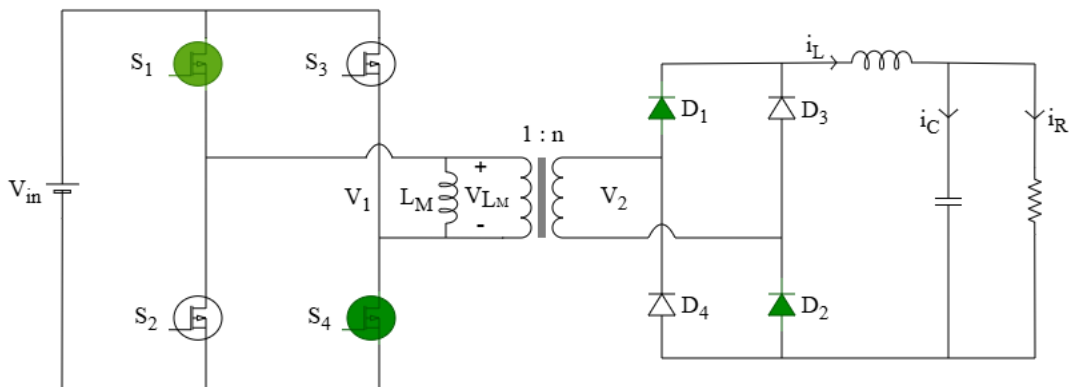 S1
S3
iL
D1
D3
1 : n
iC
iR
Vin
V1
LM
+
VLM
-
V2
S2
S4
D4
D2